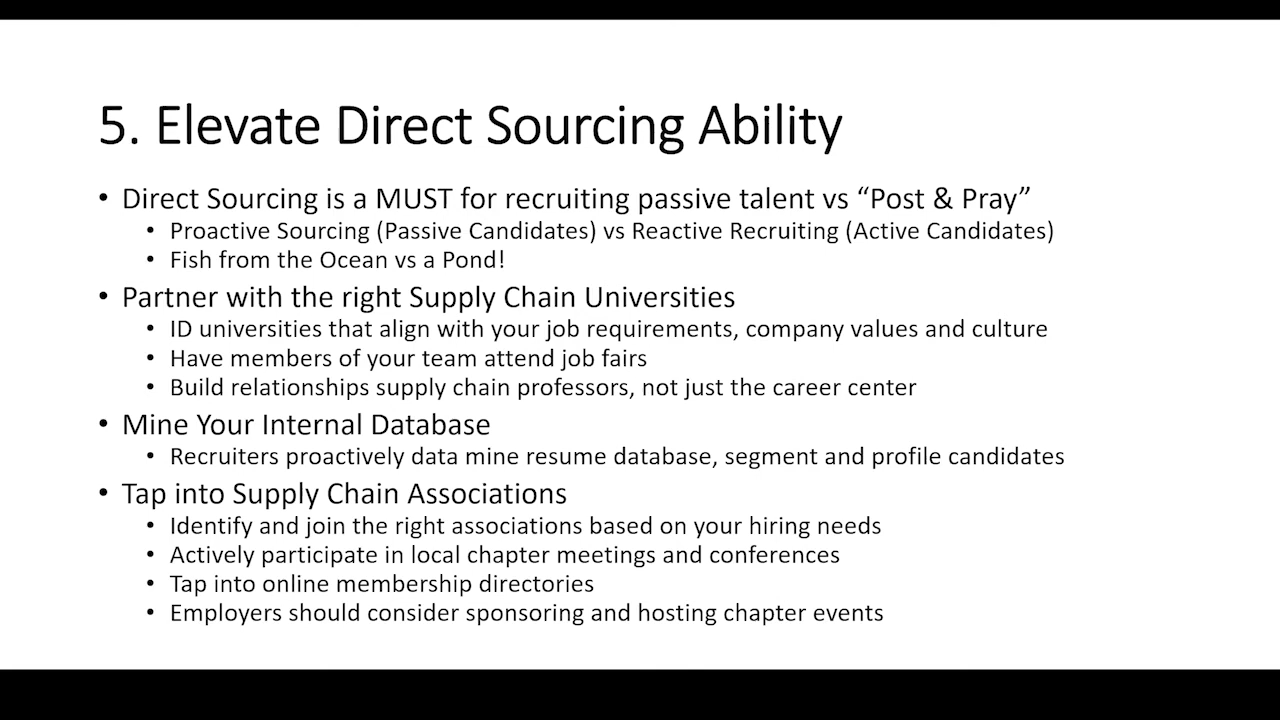 5. Elevate Direct Sourcing Ability
• Direct Sourcing is a MUST for recruiting passive talent vs “Post & Pray”
• Proactive Sourcing (Passive Candidates) vs Reactive Recruiting (Active Candidates)
• Fish from the Ocean vs a Pond!
• Partner with the right Supply Chain Universities
• ID universities that align with your job requirements, company values and culture
• Have members of your team attend job fairs
• Build relationships supply chain professors, not just the career center
• Mine Your Internal Database
• Recruiters proactively data mine resume database, segment and profile candidates
• Tap into Supply Chain Associations
• Identify and join the right associations based on your hiring needs
• Actively participate in local chapter meetings and conferences
• Tap into online membership directories
• Employers should consider sponsoring and hosting chapter events